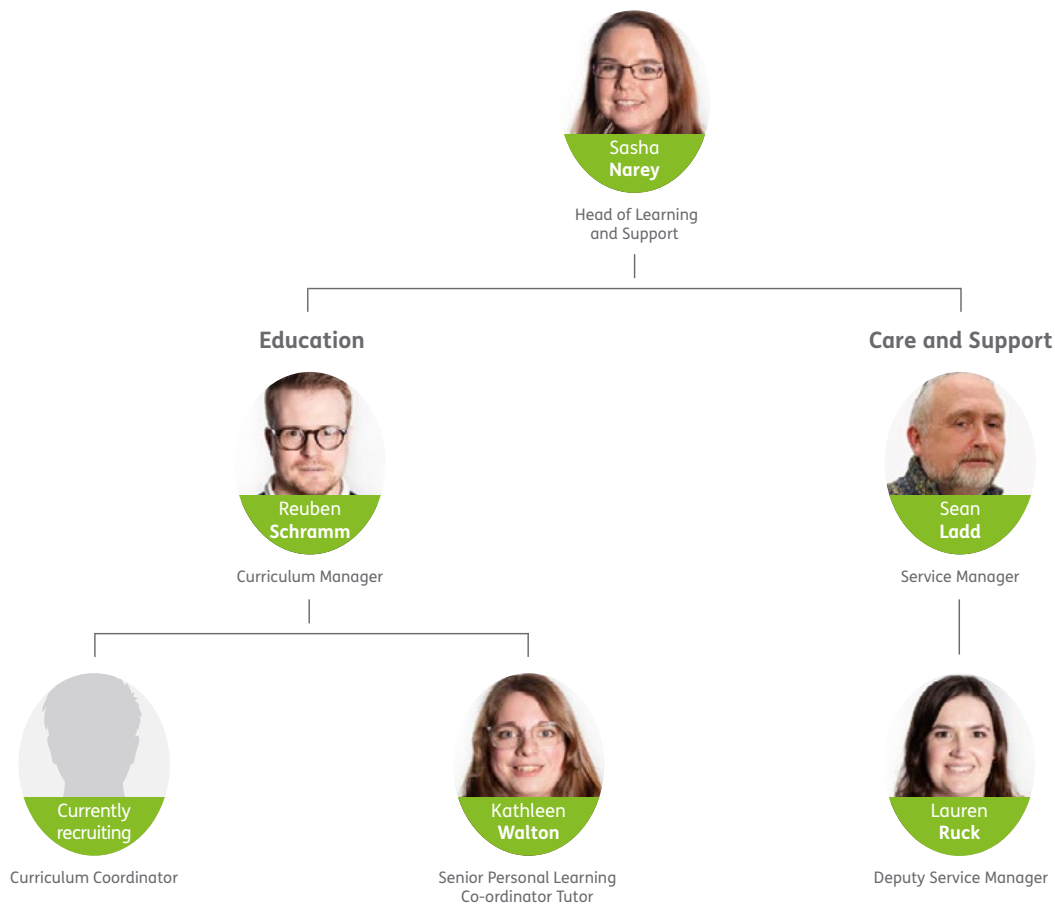 Sasha
Narey
Head of Learning
and Support
Education
Care and Support
Reuben
Schramm
Sean
Ladd
Curriculum Manager
Service Manager
Currently
recruiting
Kathleen
Walton
Lauren
Ruck
Curriculum Coordinator
Senior Personal Learning
Co-ordinator Tutor
Deputy Service Manager